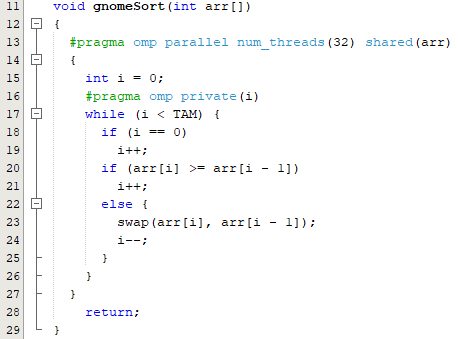 11 void gnomeSort(int arr[])
12 {
13 #pragma omp parallel num_threads(32) shared(arr)
14 {
15 int i = 0;
16 #pragma omp private(i)
17 while (i < TAM) {
18 if (i == 0)
19 i++;
20 if (arr[i] >= arr[i - 1])
21 i++;
22 else {
23 swap(arr[i], arr[i - 1]);
24 i--;
25 }
26 }
27 }
28 return;
29 }